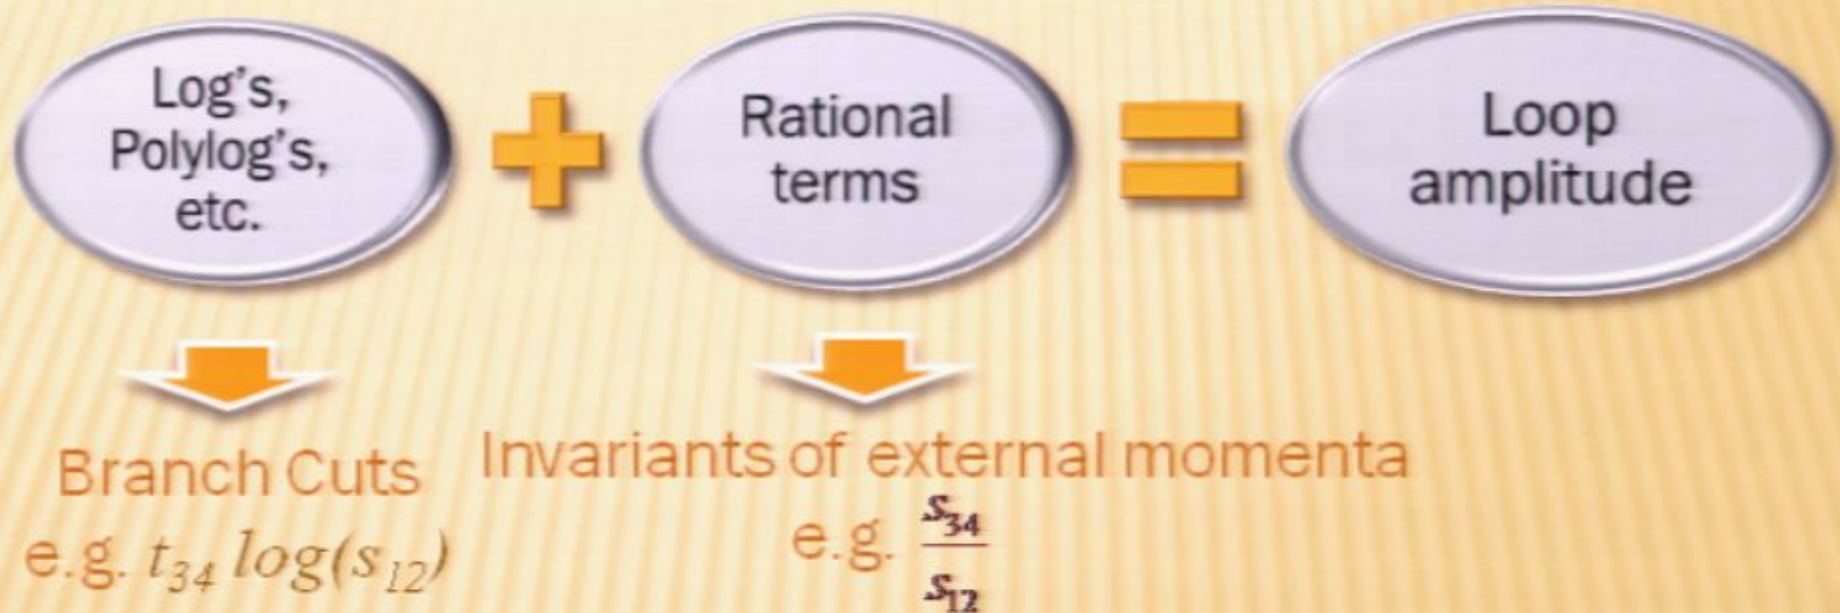 Log's,
Polylog's,
etc.
+
Rational
terms
=
Loop
amplitude
Branch Cuts
e.g. t₃₄ log(s₁₂)
Invariants of external momenta
e.g. s₃₄
s₁₂